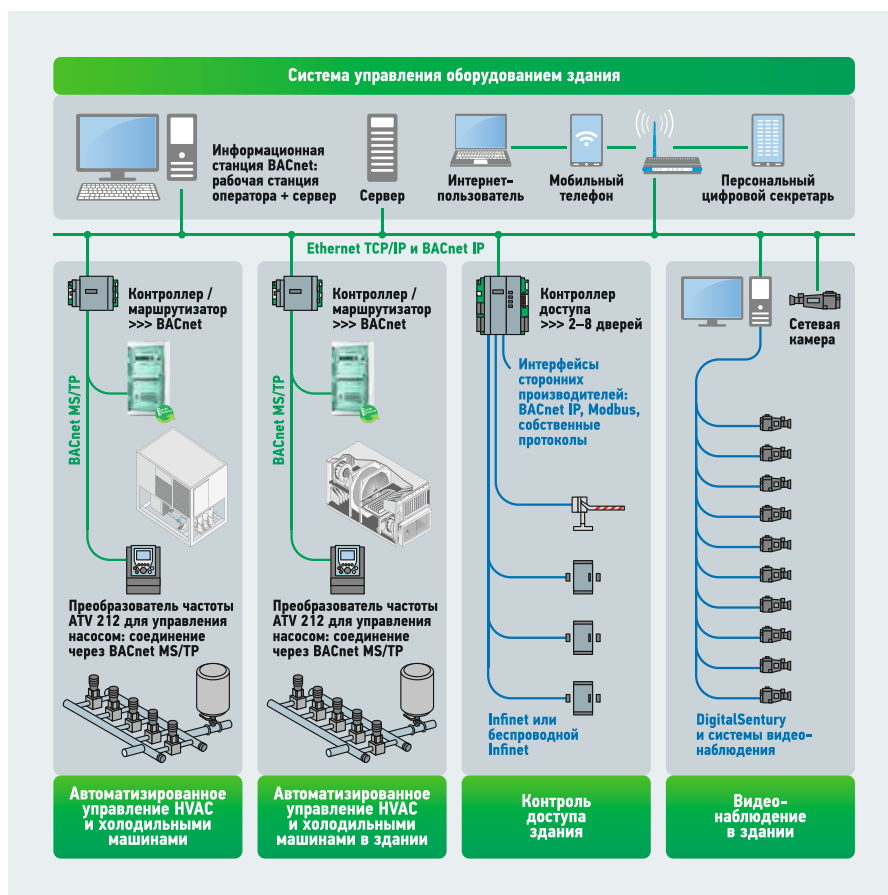 Система управления оборудованием здания
Информационная
станция BACnet:
рабочая станция
оператора + сервер
Сервер
Интернет-
пользователь
Мобильный
телефон
Персональный
цифровой секретарь
Ethernet TCP/IP и BACnet IP
Контроллер /
маршрутизатор
>>> BACnet
BACnet MS/TP
Преобразователь частоты
ATV 212 для управления
насосом: соединение
через BACnet MS/TP
Автоматизированное
управление HVAC
и холодильными
машинами
Контроллер /
маршрутизатор
>>> BACnet
BACnet MS/TP
Преобразователь частоты
ATV 212 для управления
насосом: соединение
через BACnet MS/TP
Автоматизированное
управление HVAC
и холодильными
машинами в здании
Контроллер
доступа
>>> 2–8 дверей
Интерфейсы
сторонних
производителей:
BACnet IP, Modbus,
собственные
протоколы
Infinet или
беспроводной
Infinet
Контроль
доступа
здания
Сетевая
камера
DigitalSentury
и системы видео-
наблюдения
Видео-
наблюдение
в здании